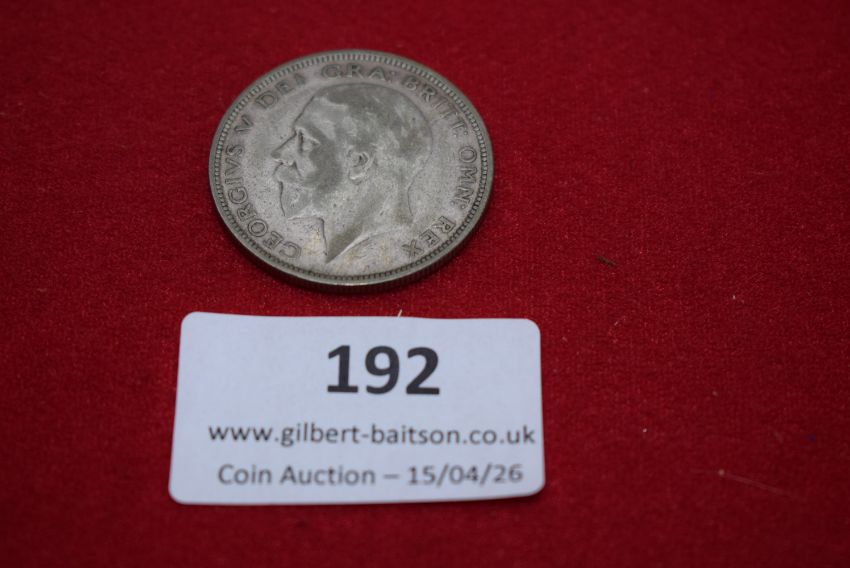 GEORGIVS V DEI GRA: BRITT: OMN: REX
192
www.gilbert-baitson.co.uk
Coin Auction – 15/04/26